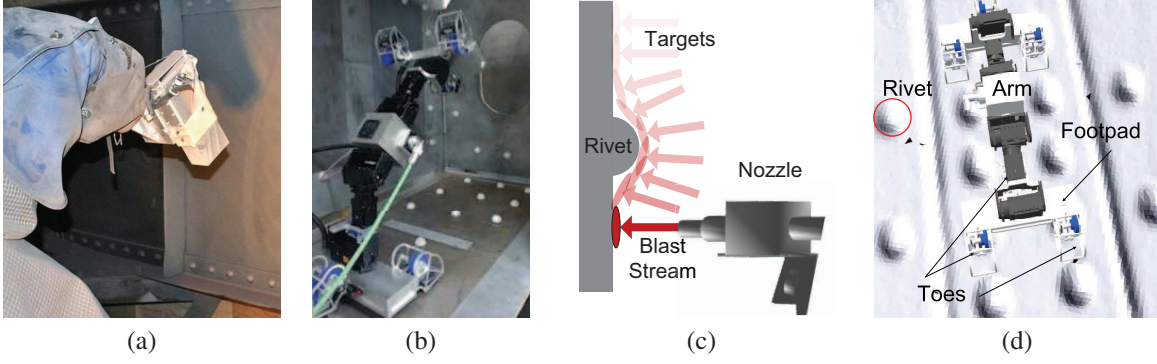 Targets
Rivet
Nozzle
Blast
Stream
Rivet
Arm
Footpad
Toes
(a)
(b)
(c)
(d)